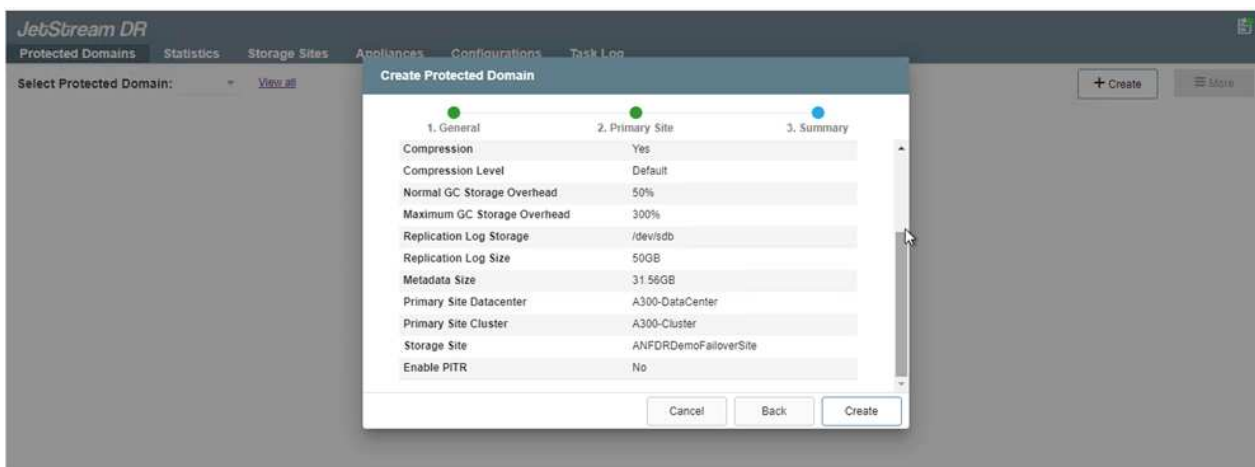 JetStream DR
Protected Domains Statistics Storage Sites Appliances Configurations Task Log
Select Protected Domain: View all + Create More
Create Protected Domain
1. General 2. Primary Site 3. Summary
Compression Yes
Compression Level Default
Normal GC Storage Overhead 50%
Maximum GC Storage Overhead 300%
Replication Log Storage /dev/sdb
Replication Log Size 50GB
Metadata Size 31.56GB
Primary Site Datacenter A300-DataCenter
Primary Site Cluster A300-Cluster
Storage Site ANFDRDemoFailoverSite
Enable PITR No
Cancel Back Create